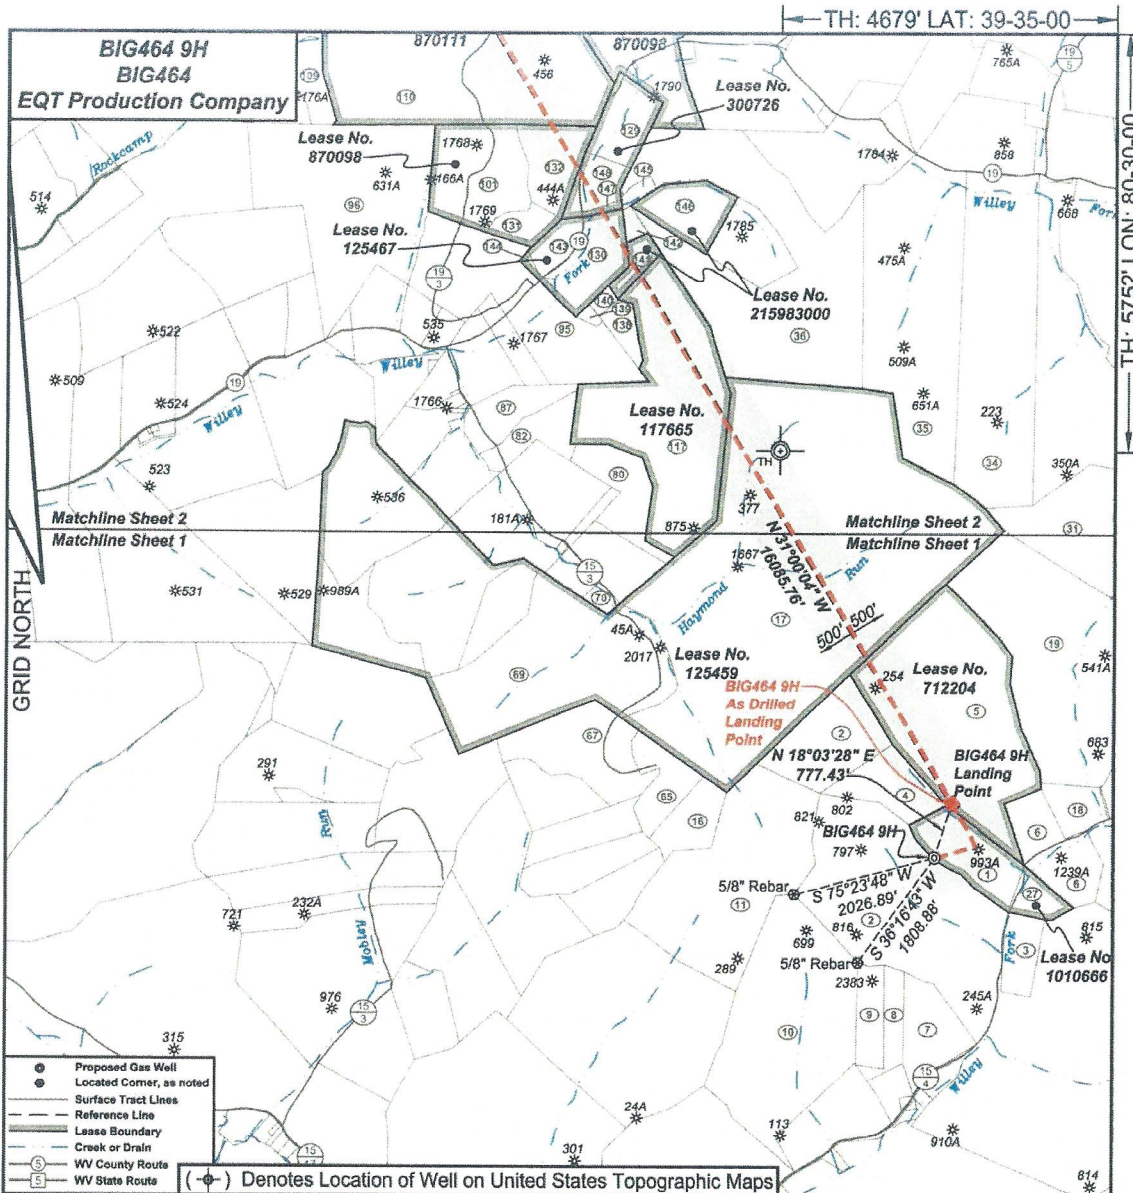 TH: 4679' LAT: 39-35-00
TH: 5752' LON: 80-30-00
BIG464 9H
BIG464
EQT Production Company
870111
870098
456
765A
19
5
109
2176A
110
1790
Lease No.
300726
129
Rockcamp
Lease No.
870098
1768
132
148
145
1784
858
19
631A
166A
101
444A
147
146
514
96
1769
131
Willey
Fork
668
Lease No.
125467
144
143
19
130
142
1785
475A
141
Fork
19
3
140
139
138
Lease No.
215983000
522
535
1767
95
36
509A
Willey
509
19
524
Willey
1766
87
82
Lease No.
117665
117
651A
35
223
34
TH
80
350A
523
536
377
Matchline Sheet 2
Matchline Sheet 1
181A
875
Matchline Sheet 2
Matchline Sheet 1
31
N 31°00'04" W
16085.76'
1667
Run
15
3
79
531
529
989A
GRID NORTH
Haymond
17
500'
500'
45A
2017
Lease No.
125459
19
541A
Lease No.
712204
69
254
5
BIG464 9H
As Drilled
Landing
Point
67
2
683
N 18°03'28" E
777.43'
BIG464 9H
Landing
Point
291
65
802
4
18
16
821
6
Run
BIG464 9H
797
993A
1
1239A
6
5/8" Rebar
S 75°23'48" W
2026.89'
27
232A
721
11
2
S 36°16'43" W
1808.88'
816
699
815
Mobley
3
Fork
5/8" Rebar
289
Lease No
1010666
2383
976
15
3
245A
9
8
7
10
315
15
4
Willey
24A
113
910A
301
814
15
Proposed Gas Well
Located Corner, as noted
Surface Tract Lines
Reference Line
Lease Boundary
Creek or Drain
5
WV County Route
5
WV State Route
( ) Denotes Location of Well on United States Topographic Maps